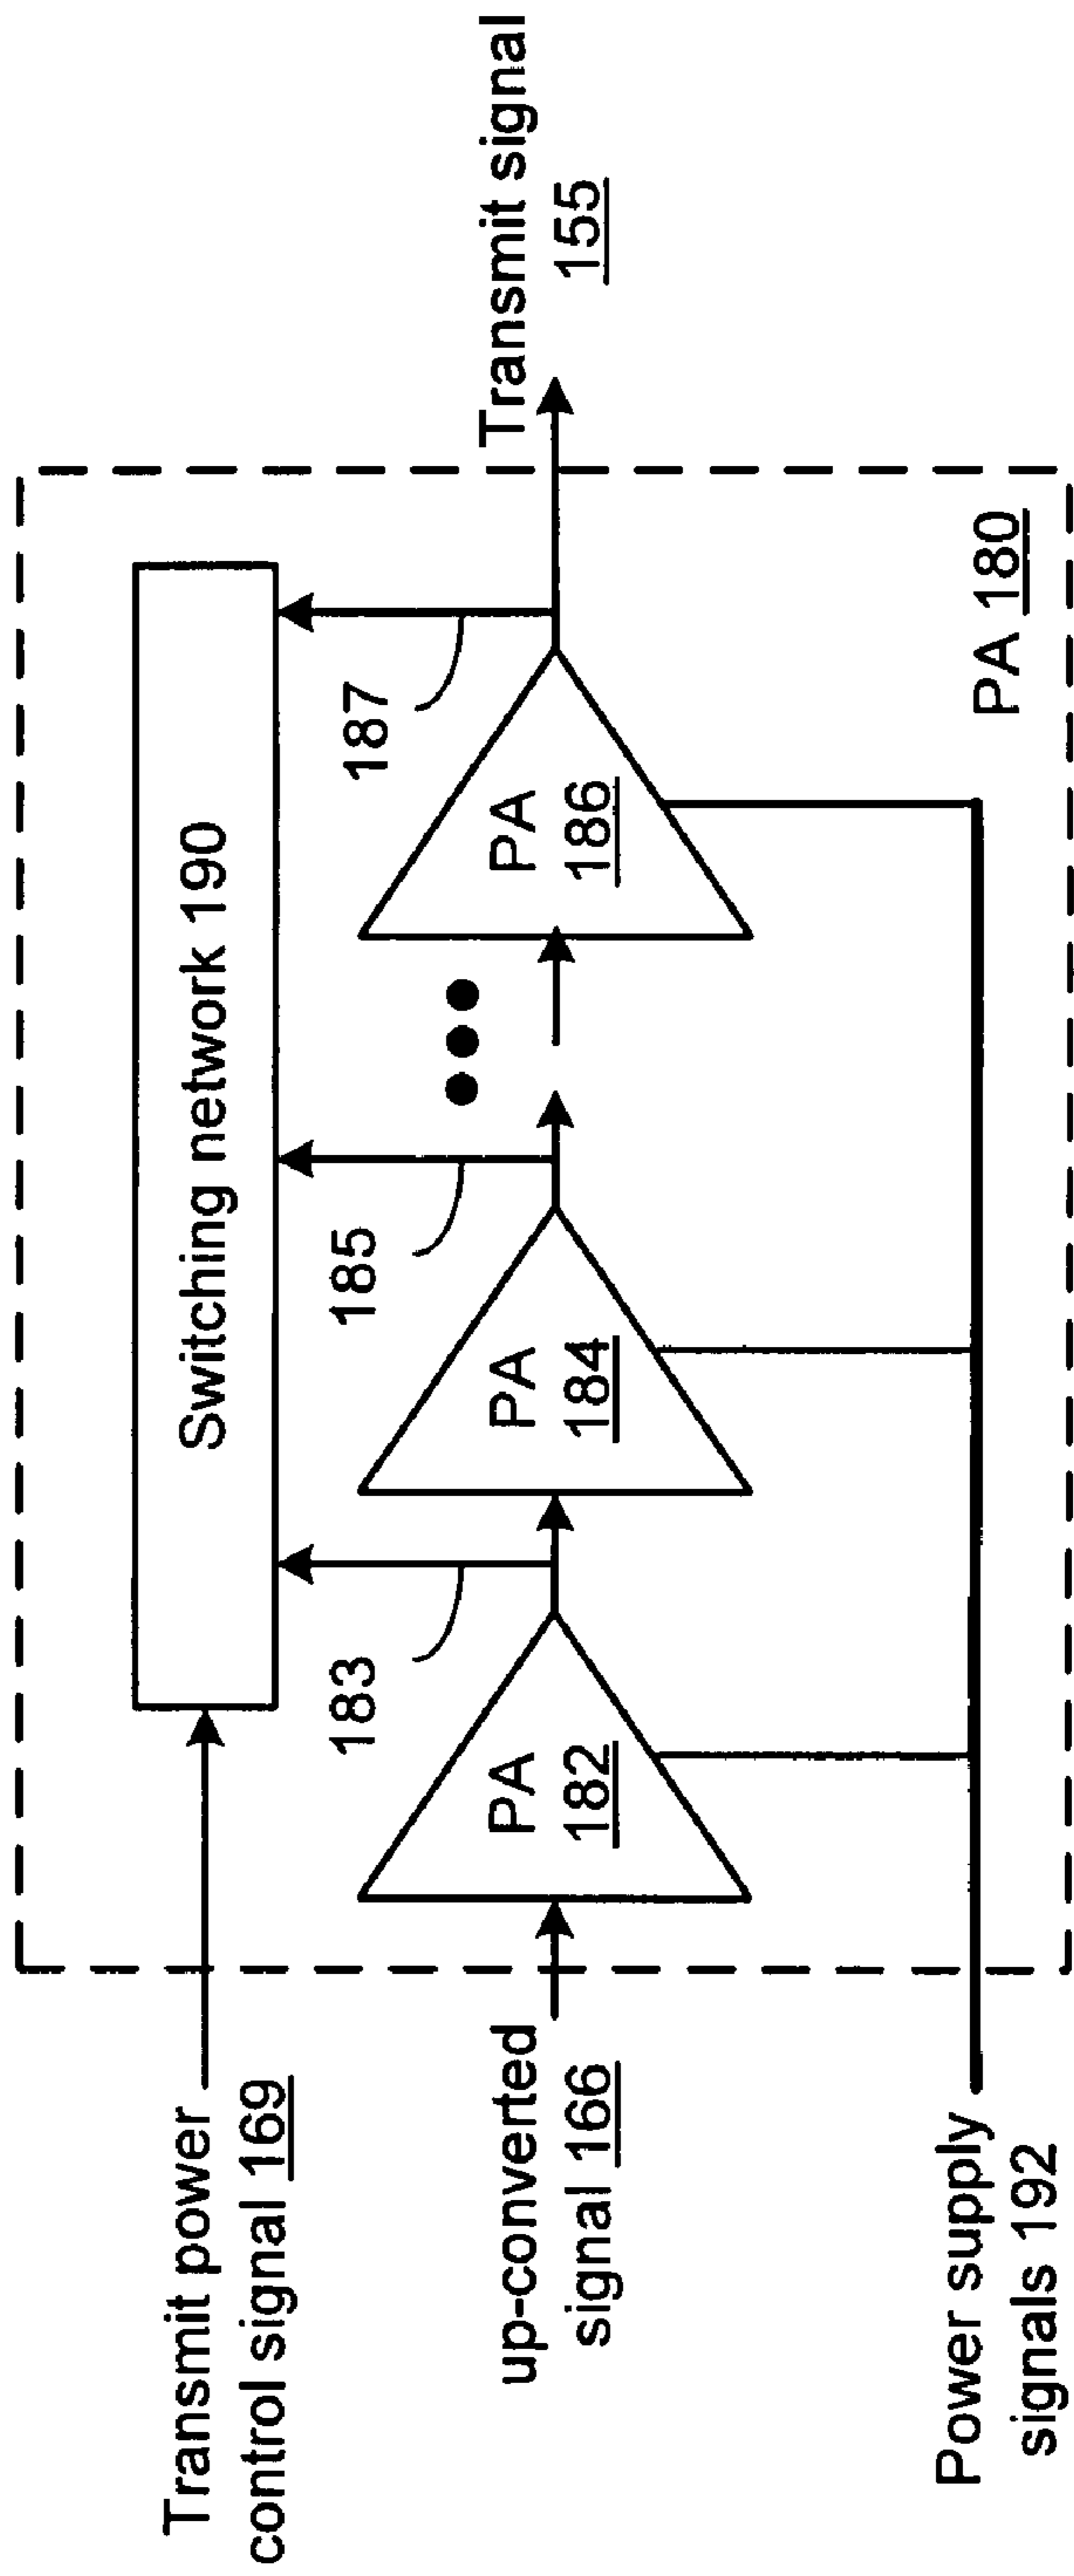 Transmit power
control signal 169
Switching network 190
183
185
187
up-converted
signal 166
PA
182
PA
184
PA
186
Transmit signal
155
Power supply
signals 192
PA 180